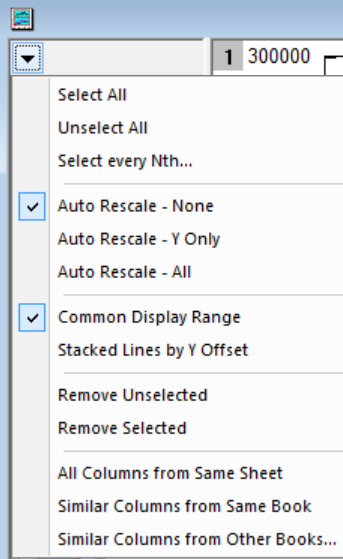 1 300000
Select All
Unselect All
Select every Nth...
Auto Rescale - None
Auto Rescale - Y Only
Auto Rescale - All
Common Display Range
Stacked Lines by Y Offset
Remove Unselected
Remove Selected
All Columns from Same Sheet
Similar Columns from Same Book
Similar Columns from Other Books...